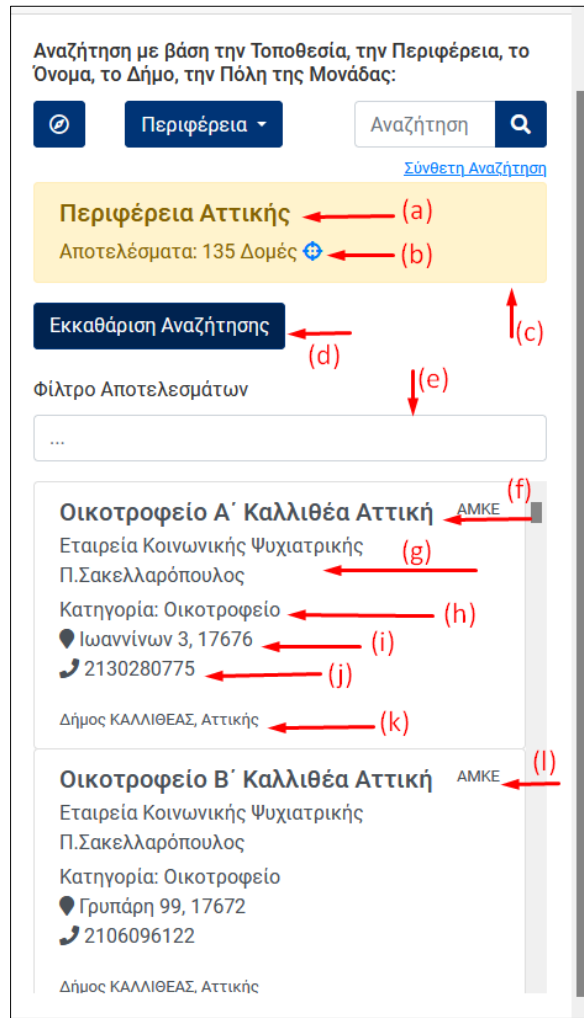 Αναζήτηση με βάση την Τοποθεσία, την Περιφέρεια, το
Όνομα, το Δήμο, την Πόλη της Μονάδας:
Περιφέρεια Αναζήτηση
Σύνθετη Αναζήτηση
Περιφέρεια Αττικής (a)
Αποτελέσματα: 135 Δομές (b)
(c)
Εκκαθάριση Αναζήτησης
(d)
(e)
Φίλτρο Αποτελεσμάτων
...
(f)
Οικοτροφείο Α΄ Καλλιθέα Αττική ΑΜΚΕ
Εταιρεία Κοινωνικής Ψυχιατρικής (g)
Π.Σακελλαρόπουλος
Κατηγορία: Οικοτροφείο (h)
Ιωαννίνων 3, 17676 (i)
2130280775 (j)
Δήμος ΚΑΛΛΙΘΕΑΣ, Αττικής (k)
(l)
Οικοτροφείο Β΄ Καλλιθέα Αττική ΑΜΚΕ
Εταιρεία Κοινωνικής Ψυχιατρικής
Π.Σακελλαρόπουλος
Κατηγορία: Οικοτροφείο
Γρυπάρη 99, 17672
2106096122
Δήμος ΚΑΛΛΙΘΕΑΣ, Αττικής